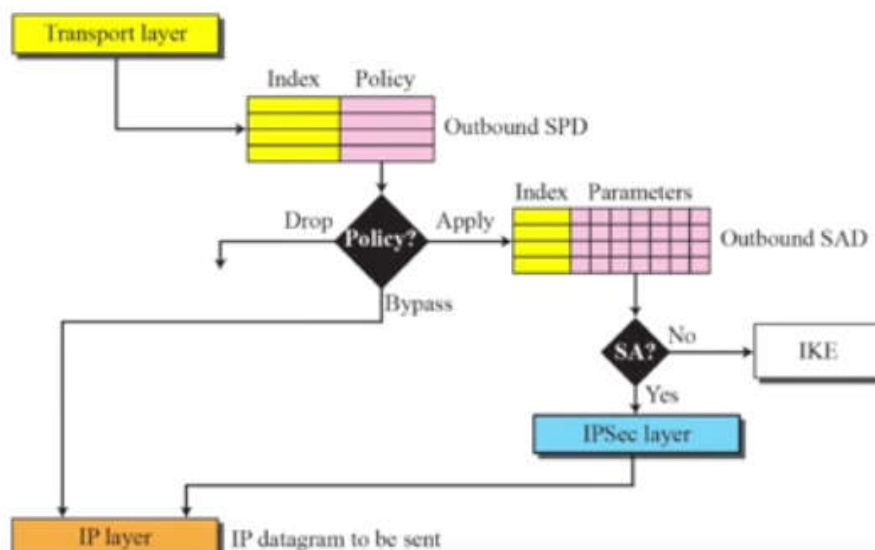 Transport layer
Index Policy
Outbound SPD
Index Parameters
Drop
Policy?
Apply
Outbound SAD
Bypass
SA?
No
IKE
Yes
IPSec layer
IP layer
IP datagram to be sent